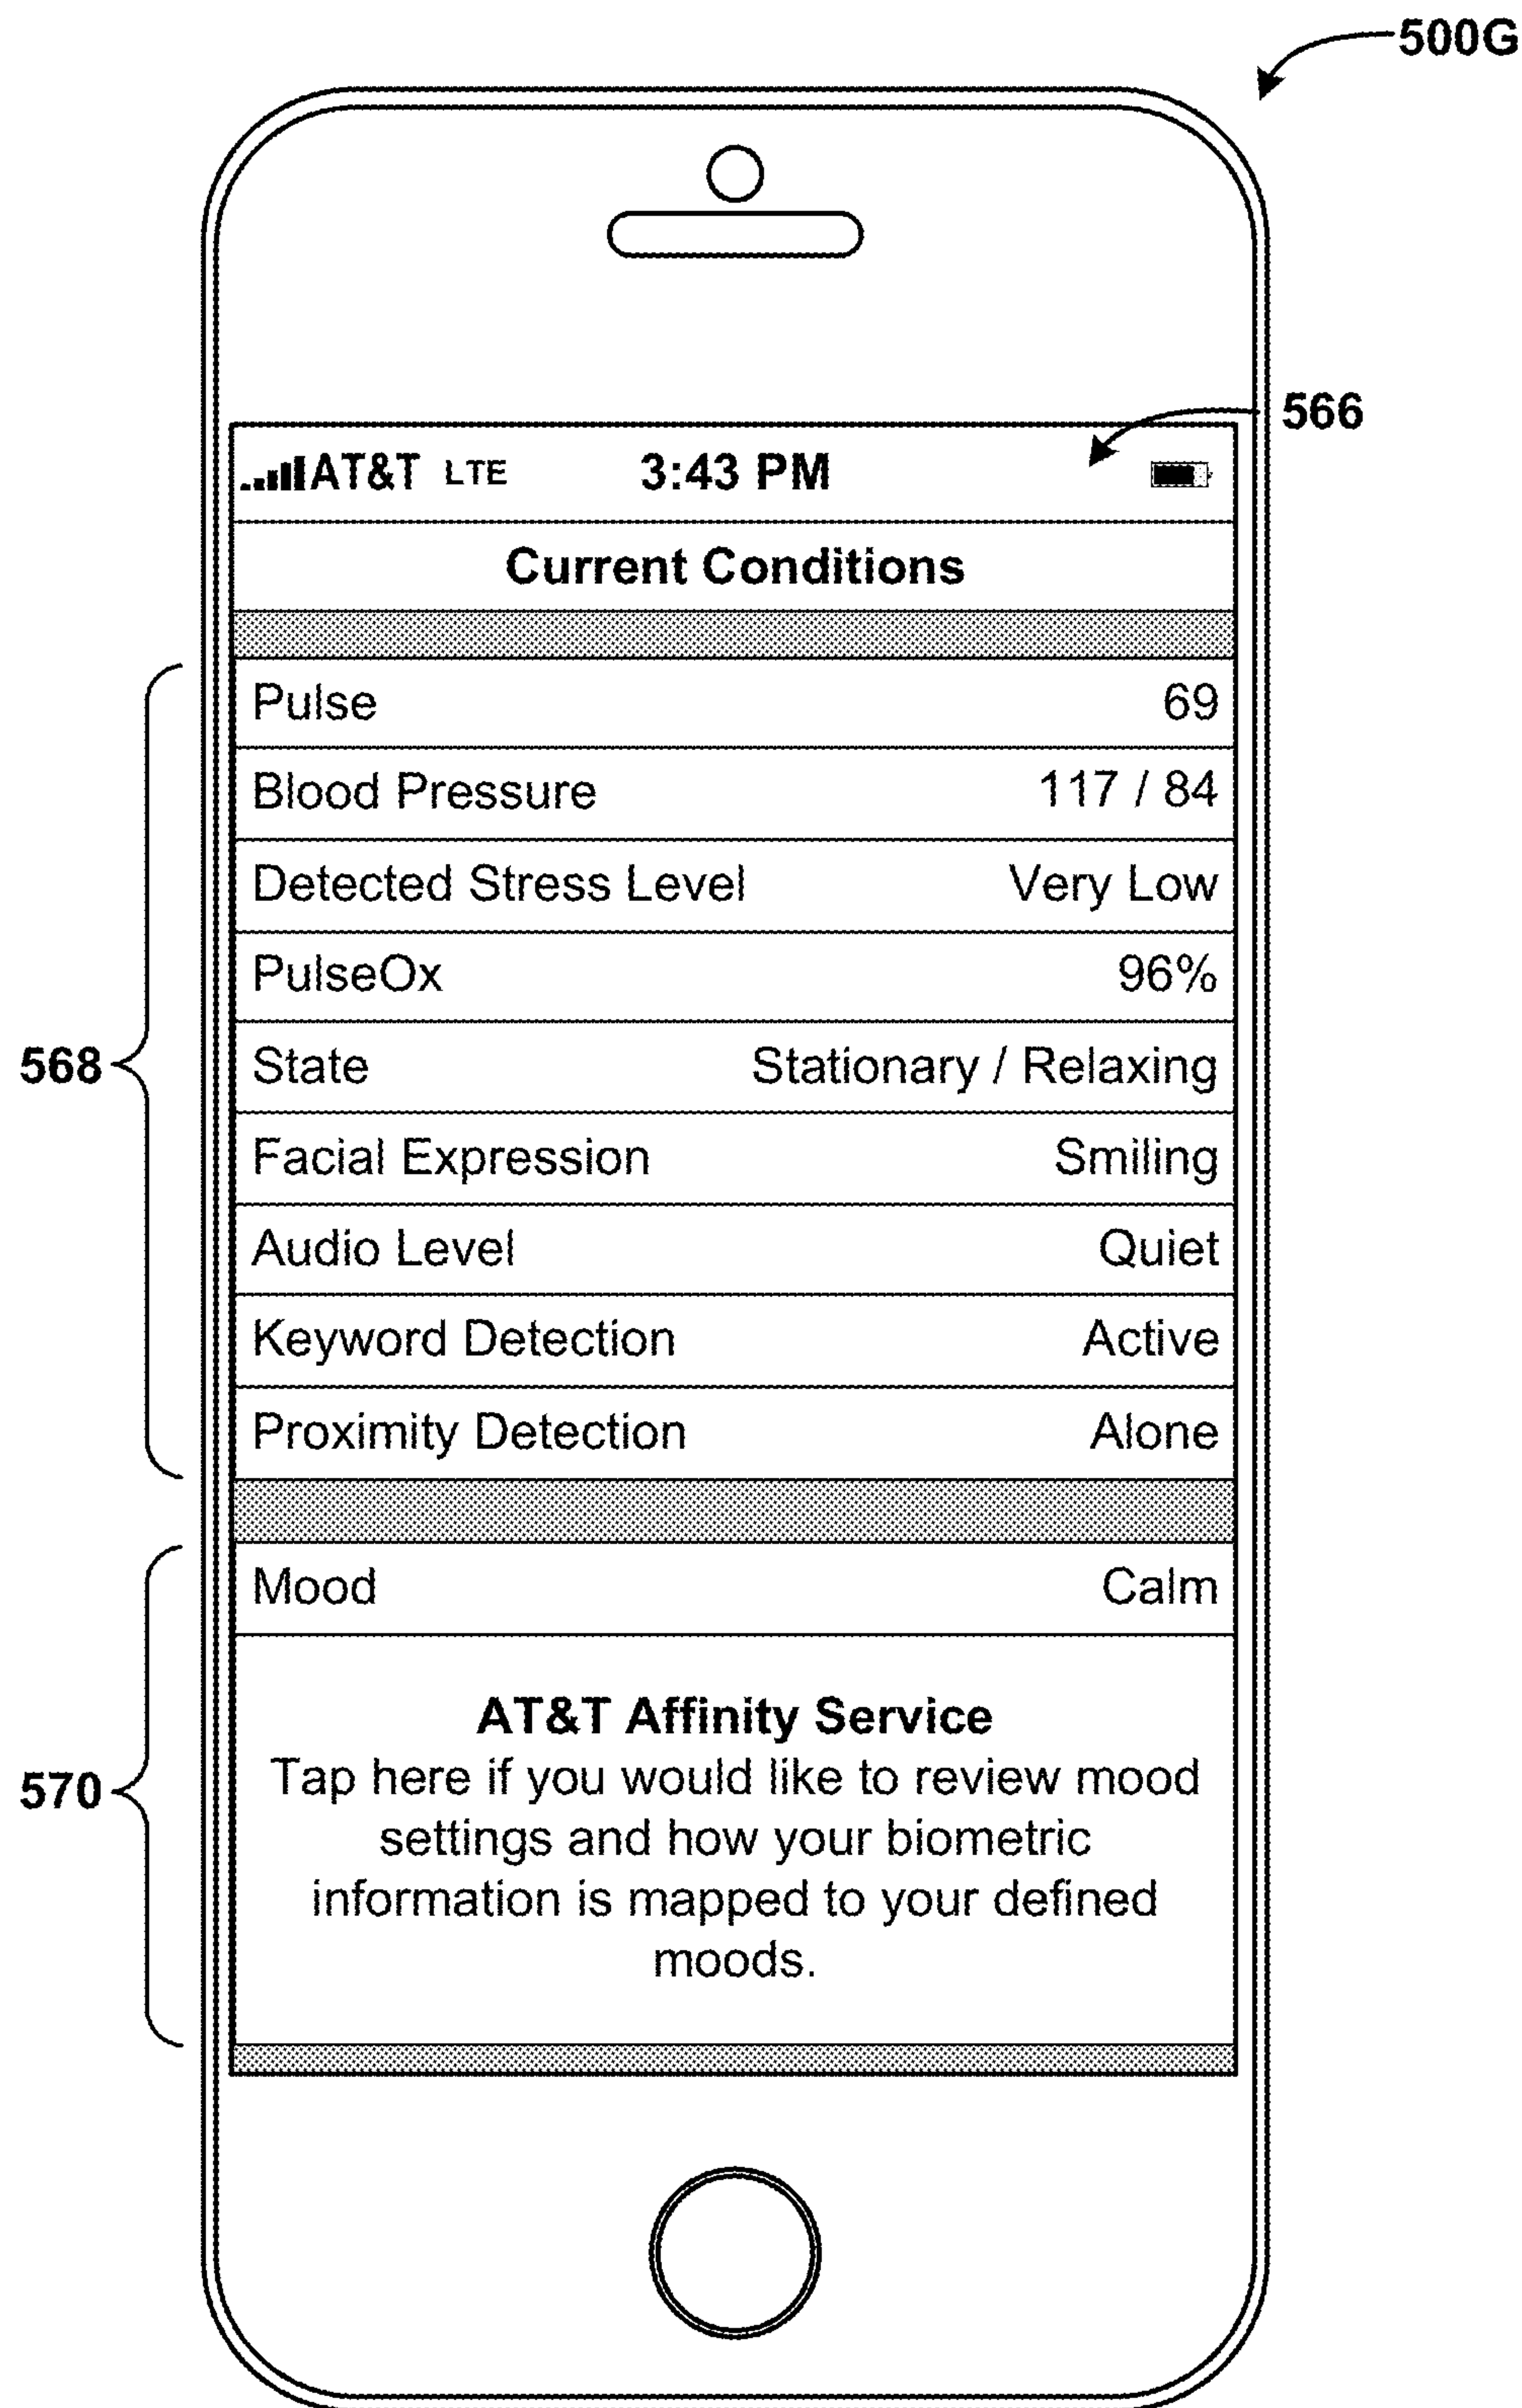 500G
566
AT&T LTE 3:43 PM
Current Conditions
Pulse 69
Blood Pressure 117 / 84
Detected Stress Level Very Low
PulseOx 96%
568
State Stationary / Relaxing
Facial Expression Smiling
Audio Level Quiet
Keyword Detection Active
Proximity Detection Alone
Mood Calm
AT&T Affinity Service
570
Tap here if you would like to review mood
settings and how your biometric
information is mapped to your defined
moods.